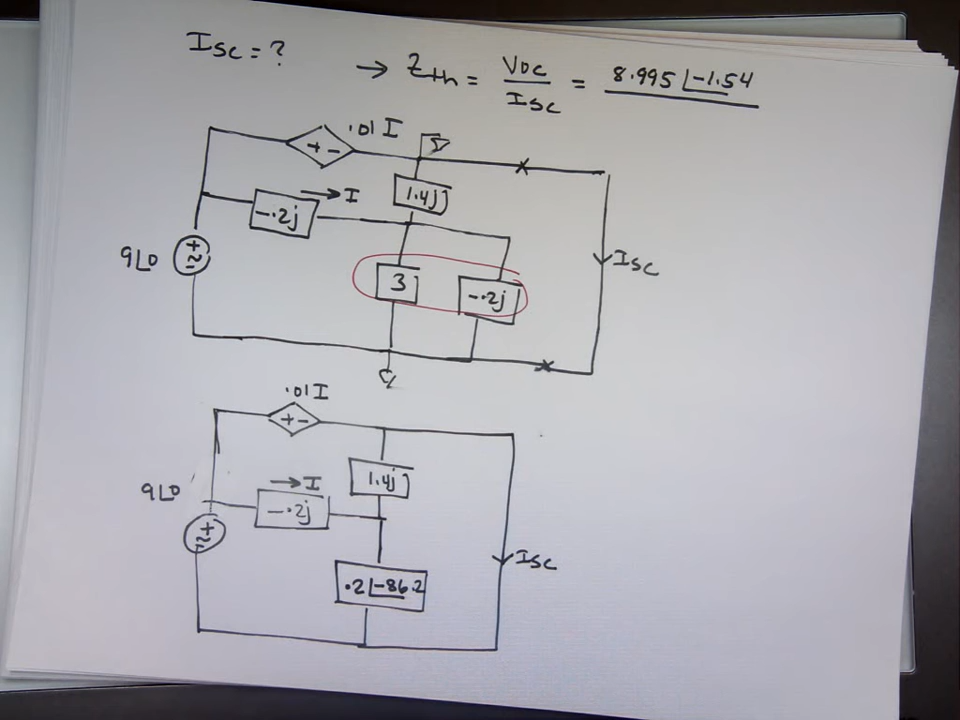 Isc = ?
→ Zth = Voc/Isc = 8.995∠-1.54
.01 I
+ -
1.4j
→ I
-.2j
9∠0
+
~
-
3
-.2j
Isc
.01 I
+ -
1.4j
→ I
-.2j
9∠0
+
~
-
.2∠-86.2
Isc